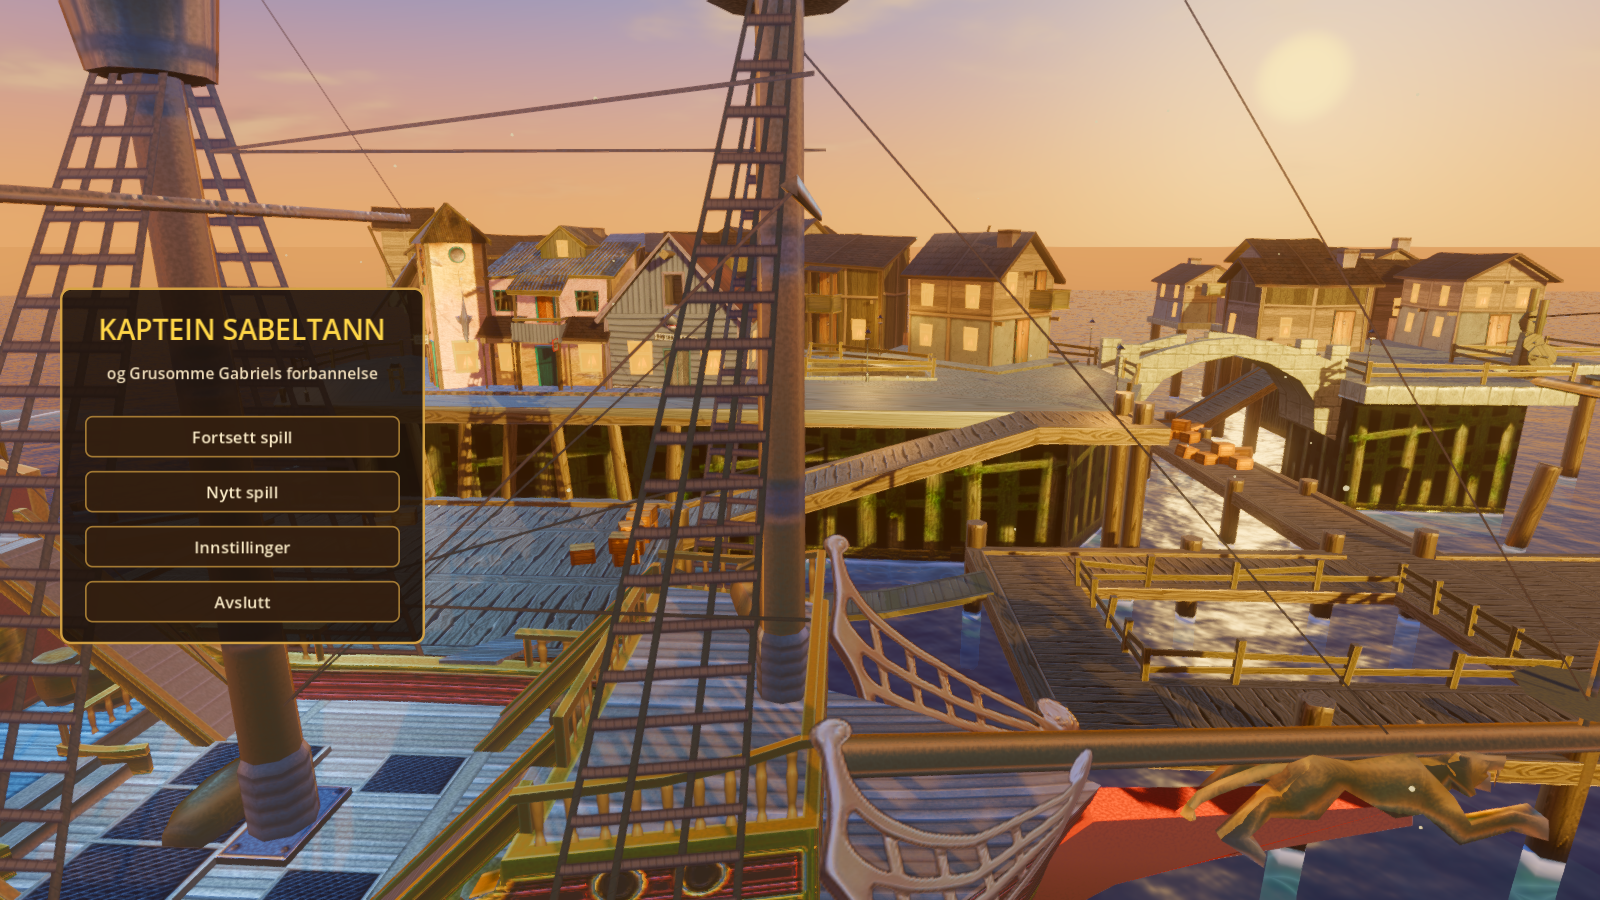 KAPTEIN SABELTANN
og Grusomme Gabriels forbannelse
Fortsett spill
Nytt spill
Innstillinger
Avslutt